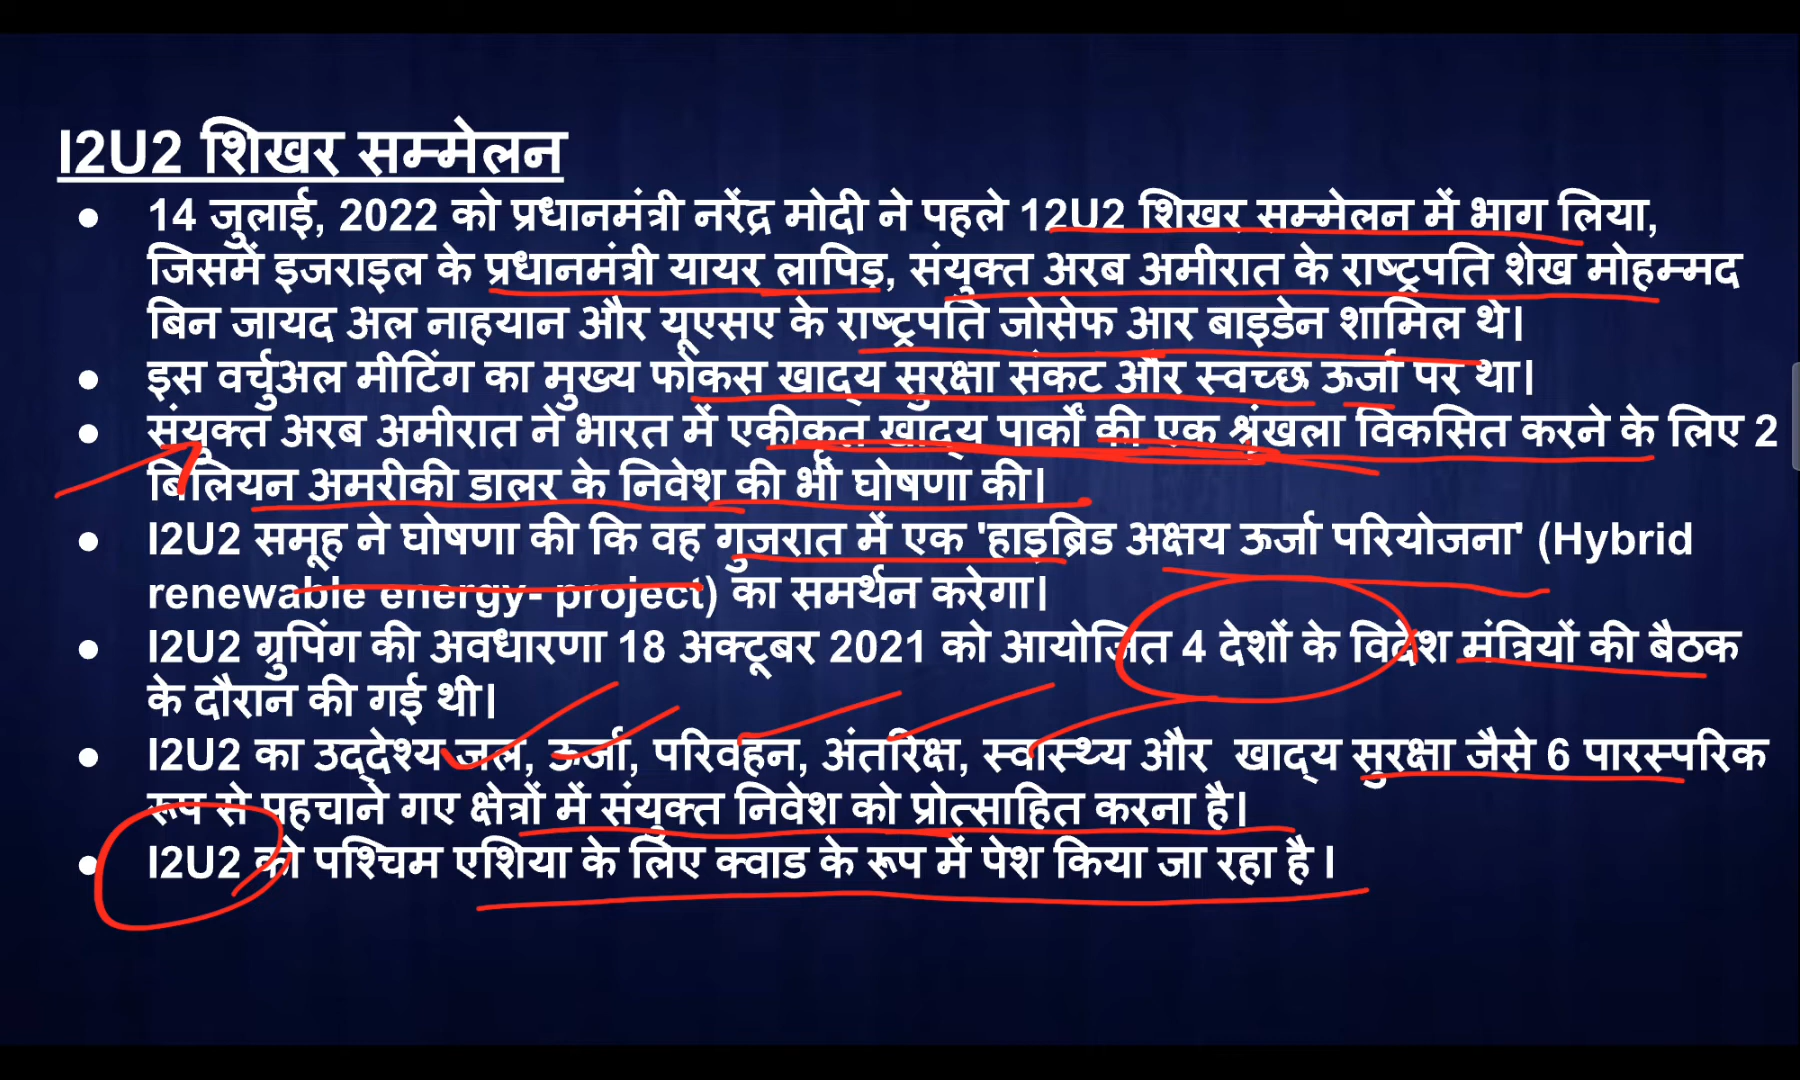 I2U2 शिखर सम्मेलन
● 14 जुलाई, 2022 को प्रधानमंत्री नरेंद्र मोदी ने पहले 12U2 शिखर सम्मेलन में भाग लिया,
जिसमें इजराइल के प्रधानमंत्री यायर लापिड, संयुक्त अरब अमीरात के राष्ट्रपति शेख मोहम्मद
बिन जायद अल नाहयान और यूएसए के राष्ट्रपति जोसेफ आर बाइडेन शामिल थे।
● इस वर्चुअल मीटिंग का मुख्य फोकस खाद्य सुरक्षा संकट और स्वच्छ ऊर्जा पर था।
● संयुक्त अरब अमीरात ने भारत में एकीकृत खाद्य पार्कों की एक श्रृंखला विकसित करने के लिए 2
बिलियन अमरीकी डालर के निवेश की भी घोषणा की।
● I2U2 समूह ने घोषणा की कि वह गुजरात में एक 'हाइब्रिड अक्षय ऊर्जा परियोजना' (Hybrid
renewable energy- project) का समर्थन करेगा।
● I2U2 ग्रुपिंग की अवधारणा 18 अक्टूबर 2021 को आयोजित 4 देशों के विदेश मंत्रियों की बैठक
के दौरान की गई थी।
● I2U2 का उद्देश्य जल, ऊर्जा, परिवहन, अंतरिक्ष, स्वास्थ्य और खाद्य सुरक्षा जैसे 6 पारस्परिक
रूप से पहचाने गए क्षेत्रों में संयुक्त निवेश को प्रोत्साहित करना है।
● I2U2 को पश्चिम एशिया के लिए क्वाड के रूप में पेश किया जा रहा है ।